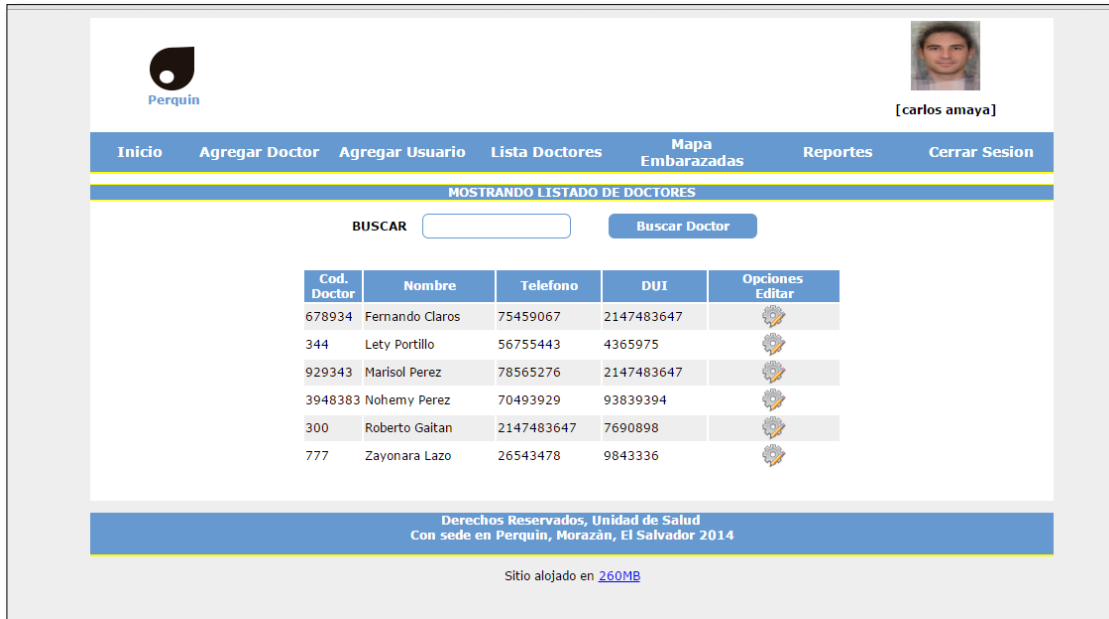 Perquin
[carlos amaya]
Inicio Agregar Doctor Agregar Usuario Lista Doctores Mapa Embarazadas Reportes Cerrar Sesion
MOSTRANDO LISTADO DE DOCTORES
BUSCAR Buscar Doctor
Cod. Doctor Nombre Telefono DUI Opciones Editar
678934 Fernando Claros 75459067 2147483647
344 Lety Portillo 56755443 4365975
929343 Marisol Perez 78565276 2147483647
3948383 Nohemy Perez 70493929 93839394
300 Roberto Gaitan 2147483647 7690898
777 Zayonara Lazo 26543478 9843336
Derechos Reservados, Unidad de Salud
Con sede en Perquin, Morazàn, El Salvador 2014
Sitio alojado en 260MB